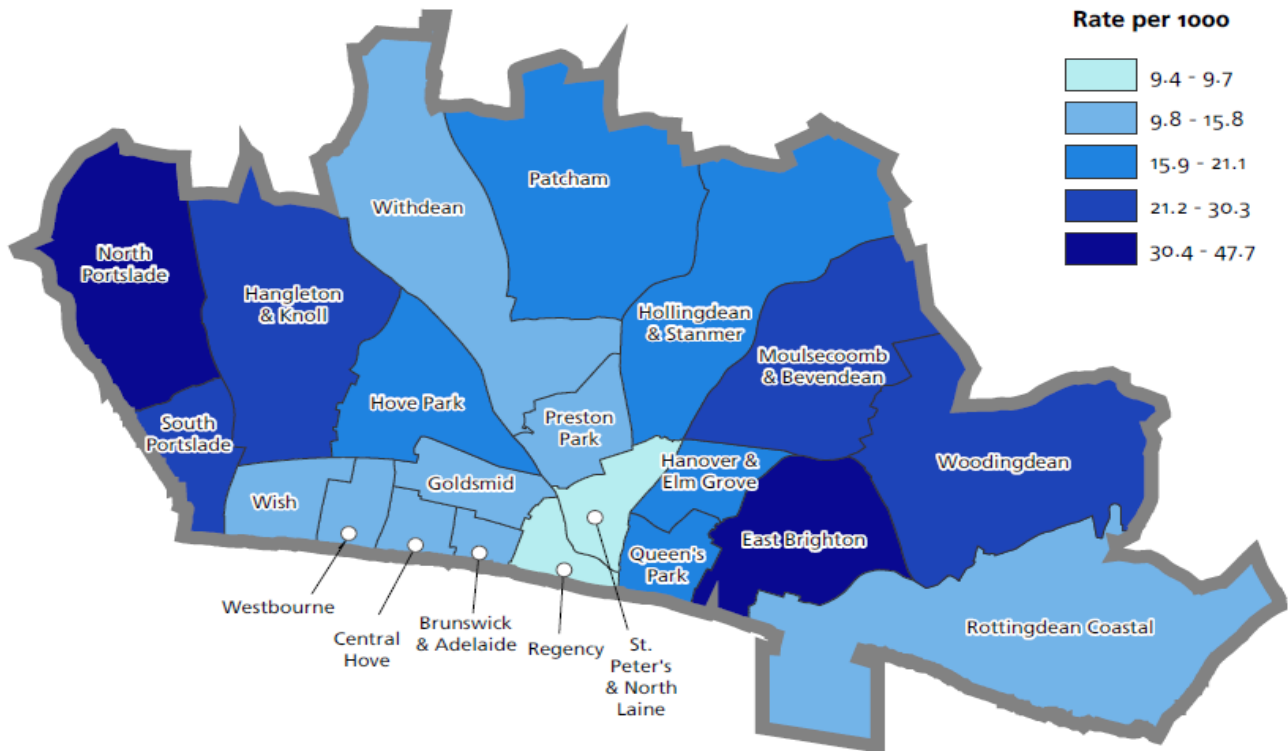 Rate per 1000
9.4 - 9.7
9.8 - 15.8
15.9 - 21.1
21.2 - 30.3
30.4 - 47.7
Patcham
Withdean
North
Portslade
Hangleton
& Knoll
Hollingdean
& Stanmer
Moulsecoomb
& Bevendean
Hove Park
Preston
Park
South
Portslade
Hanover &
Elm Grove
Woodingdean
Goldsmid
Wish
East Brighton
Queen's
Park
Westbourne
Central
Hove
Brunswick
& Adelaide
Regency
St.
Peter's
& North
Laine
Rottingdean Coastal